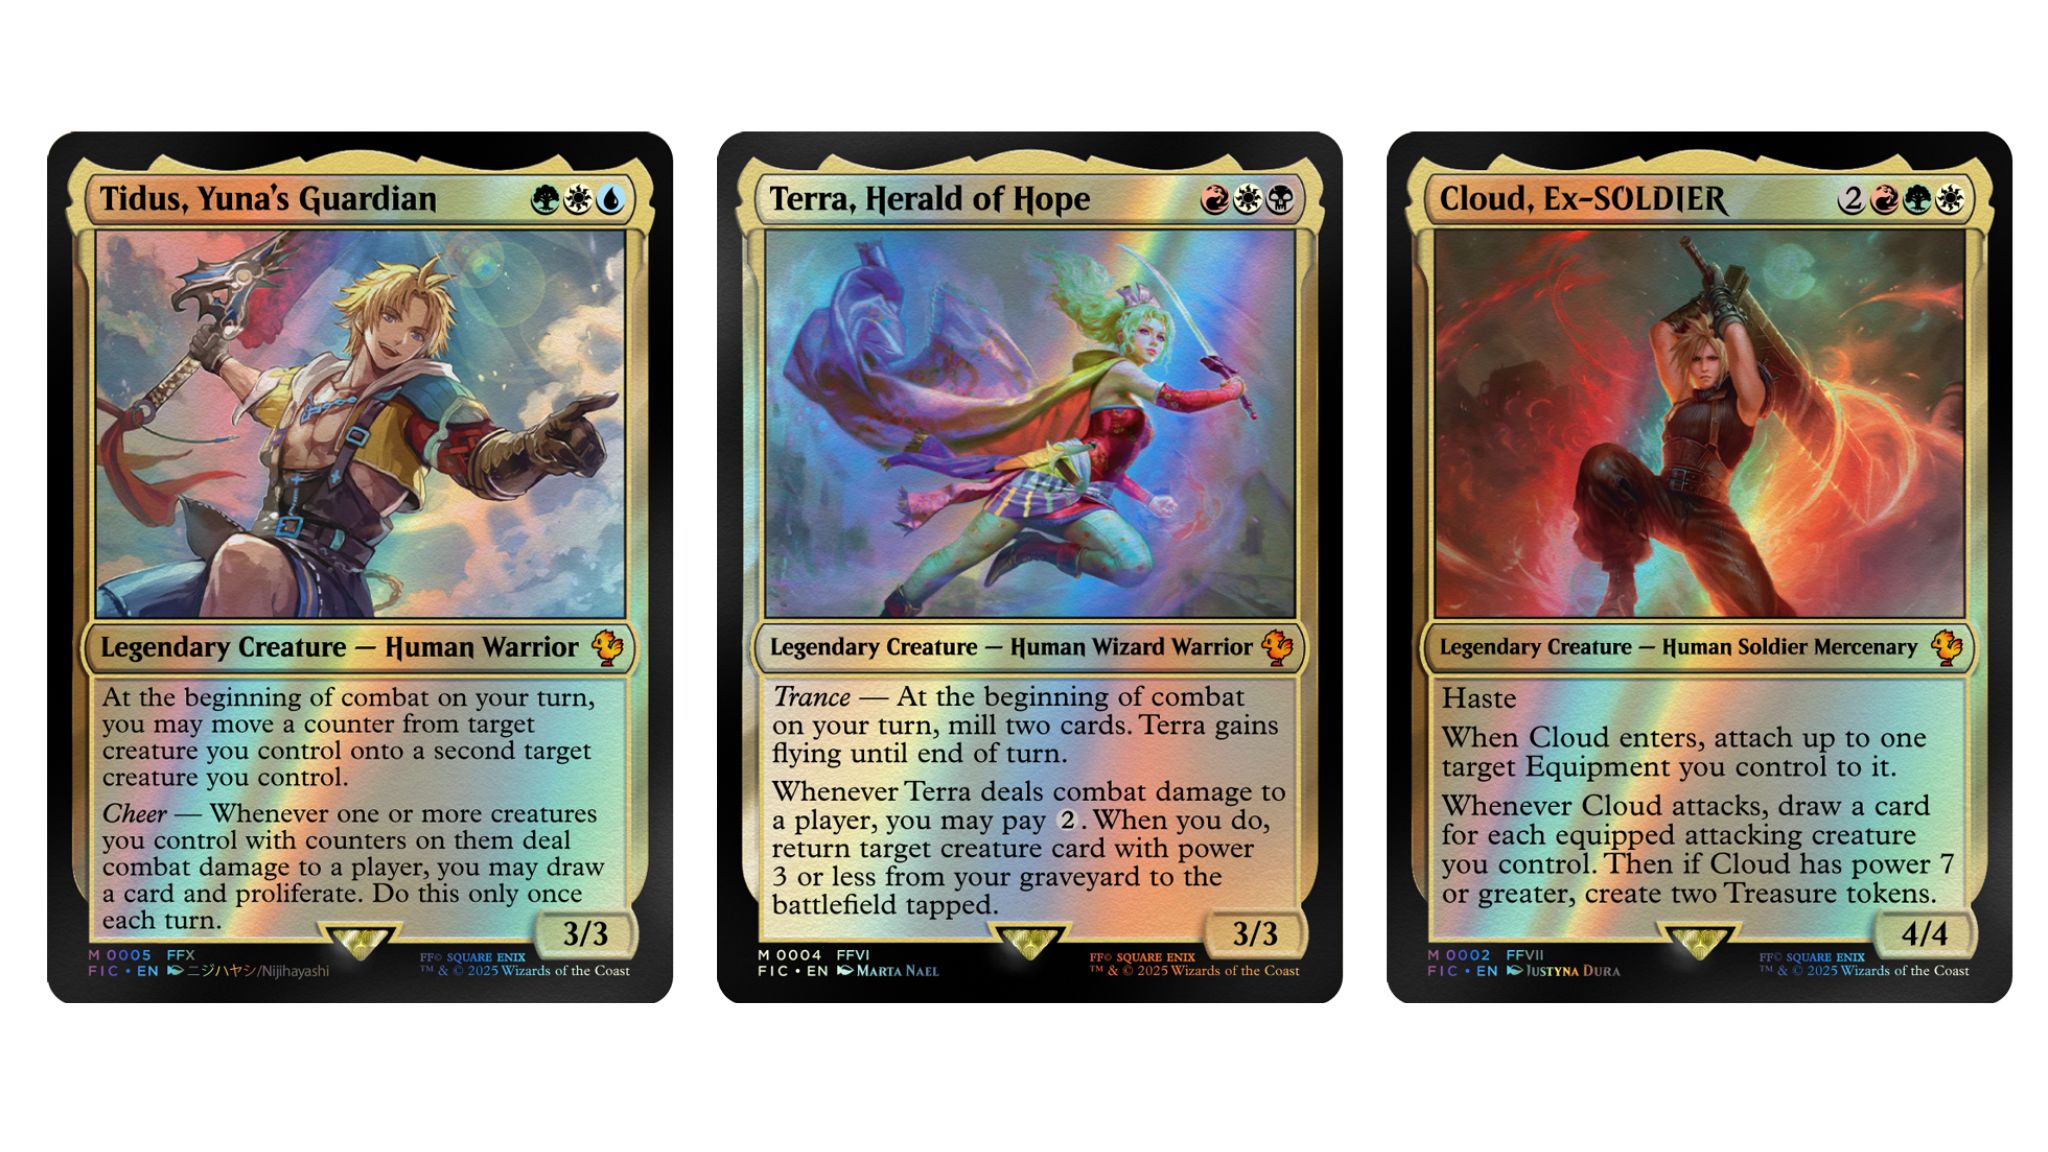 Tidus, Yuna's Guardian
Legendary Creature — Human Warrior
At the beginning of combat on your turn,
you may move a counter from target
creature you control onto a second target
creature you control.
Cheer — Whenever one or more creatures
you control with counters on them deal
combat damage to a player, you may draw
a card and proliferate. Do this only once
each turn.
3/3
M 0005 FFX
FIC • EN ニジハヤシ/Nijihayashi
FF© SQUARE ENIX
™ & © 2025 Wizards of the Coast
Terra, Herald of Hope
Legendary Creature — Human Wizard Warrior
Trance — At the beginning of combat
on your turn, mill two cards. Terra gains
flying until end of turn.
Whenever Terra deals combat damage to
a player, you may pay 2. When you do,
return target creature card with power
3 or less from your graveyard to the
battlefield tapped.
3/3
M 0004 FFVI
FIC • EN Marta Nael
FF© SQUARE ENIX
™ & © 2025 Wizards of the Coast
Cloud, Ex-SOLDIER
2
Legendary Creature — Human Soldier Mercenary
Haste
When Cloud enters, attach up to one
target Equipment you control to it.
Whenever Cloud attacks, draw a card
for each equipped attacking creature
you control. Then if Cloud has power 7
or greater, create two Treasure tokens.
4/4
M 0002 FFVII
FIC • EN Justyna Dura
FF© SQUARE ENIX
™ & © 2025 Wizards of the Coast